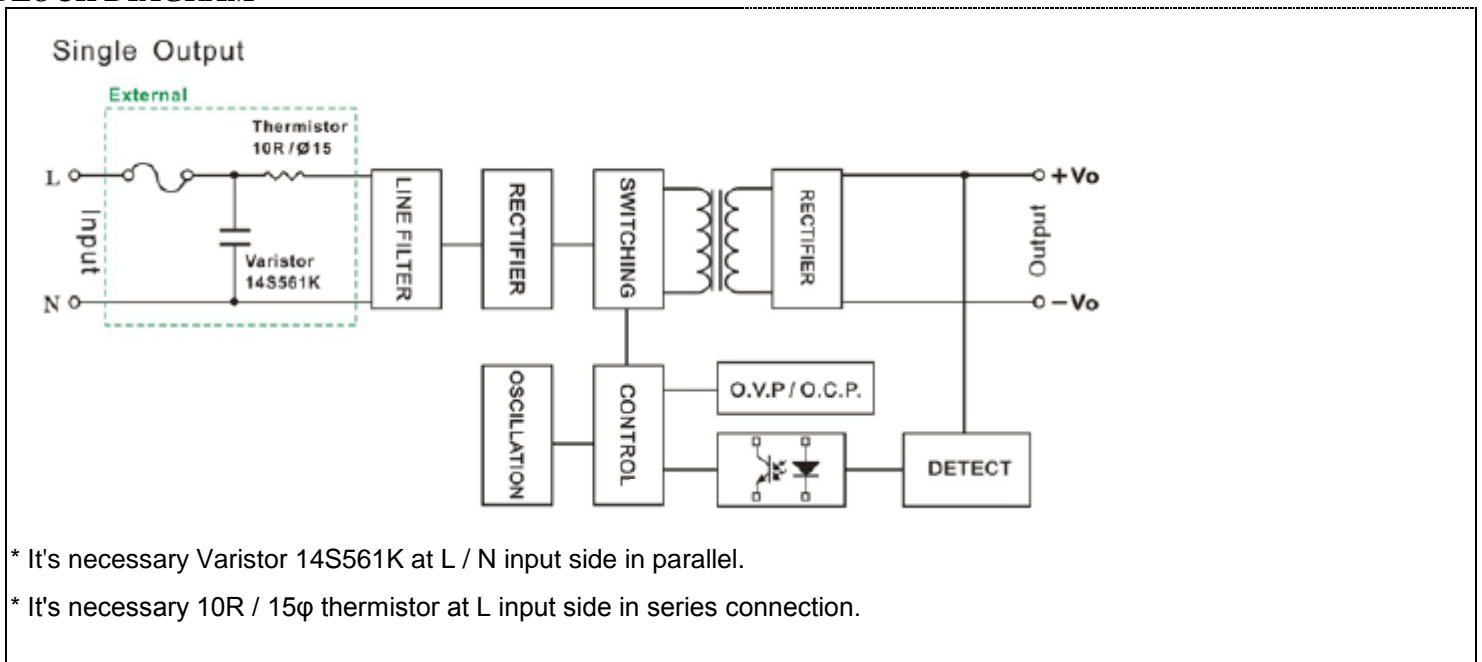 Single Output
External
Thermistor
10R/Ø15
L
Input
N
Varistor
14S561K
LINE FILTER
RECTIFIER
SWITCHING
RECTIFIER
+Vo
Output
−Vo
OSCILLATION
CONTROL
O.V.P/O.C.P.
DETECT
* It's necessary Varistor 14S561K at L / N input side in parallel.
* It's necessary 10R / 15φ thermistor at L input side in series connection.